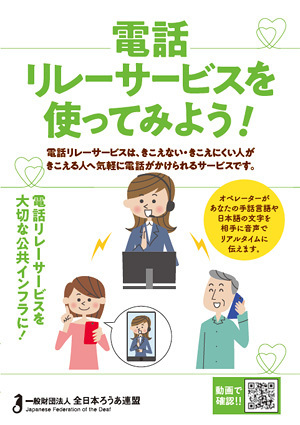 電話
リレーサービスを
使ってみよう!
電話リレーサービスは、きこえない・きこえにくい人が
きこえる人へ気軽に電話がかけられるサービスです。
オペレーターが
あなたの手話言語や
日本語の文字を
相手に音声で
リアルタイムに
伝えます。
電話リレーサービスを
大切な公共インフラに!
一般財団法人 全日本ろうあ連盟
Japanese Federation of the Deaf
動画で
確認!!